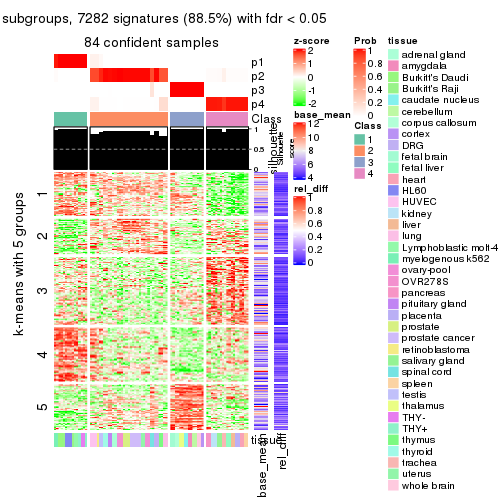 subgroups, 7282 signatures (88.5%) with fdr < 0.05
84 confident samples
p1
p2
p3
p4
Class
1
0.5
0
silhouette
Silhouette
score
k-means with 5 groups
1
2
3
4
5
tissue
base_mean
rel_diff
z-score
2
1
0
-1
-2
base_mean
12
10
8
6
4
rel_diff
1
0.8
0.6
0.4
0.2
0
Prob
1
0.8
0.6
0.4
0.2
0
Class
1
2
3
4
tissue
adrenal gland
amygdala
Burkitt's Daudi
Burkitt's Raji
caudate nucleus
cerebellum
corpus callosum
cortex
DRG
fetal brain
fetal liver
heart
HL60
HUVEC
kidney
liver
lung
Lymphoblastic molt-4
myelogenous k562
ovary-pool
OVR278S
pancreas
pituitary gland
placenta
prostate
prostate cancer
retinoblastoma
salivary gland
spinal cord
spleen
testis
thalamus
THY-
THY+
thymus
thyroid
trachea
uterus
whole brain